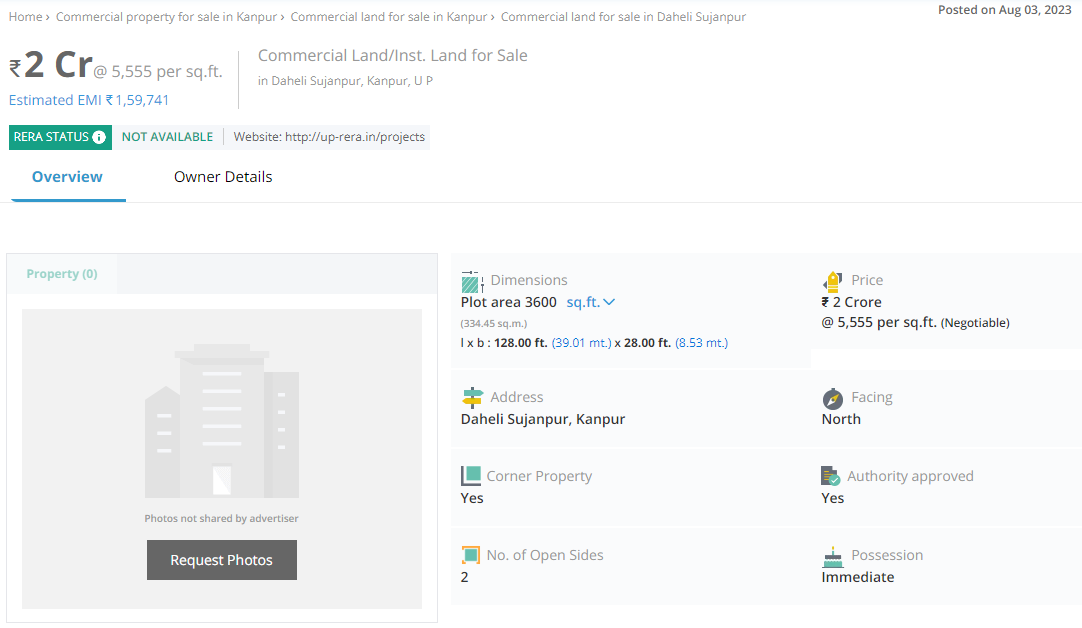 Home › Commercial property for sale in Kanpur › Commercial land for sale in Kanpur › Commercial land for sale in Daheli Sujanpur
Posted on Aug 03, 2023
₹2 Cr@ 5,555 per sq.ft.
Estimated EMI ₹1,59,741
Commercial Land/Inst. Land for Sale
in Daheli Sujanpur, Kanpur, U P
RERA STATUS NOT AVAILABLE Website: http://up-rera.in/projects
Overview Owner Details
Property (0)
Photos not shared by advertiser
Request Photos
Dimensions
Plot area 3600 sq.ft.
(334.45 sq.m.)
l x b : 128.00 ft. (39.01 mt.) x 28.00 ft. (8.53 mt.)
Price
₹ 2 Crore
@ 5,555 per sq.ft. (Negotiable)
Address
Daheli Sujanpur, Kanpur
Facing
North
Corner Property
Yes
Authority approved
Yes
No. of Open Sides
2
Possession
Immediate